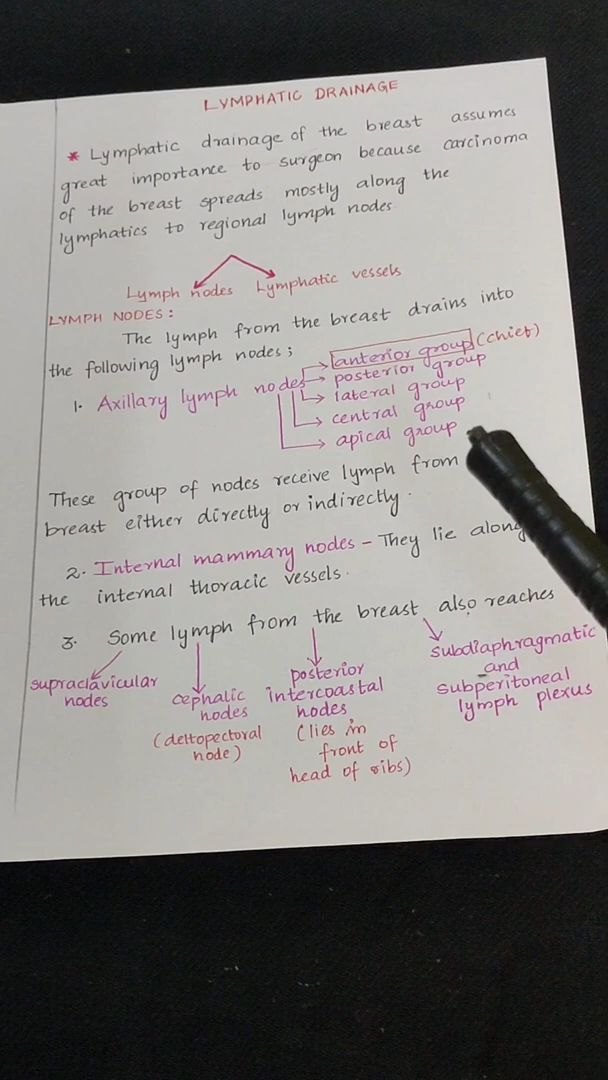 LYMPHATIC DRAINAGE
* Lymphatic drainage of the breast assumes
great importance to surgeon because carcinoma
of the breast spreads mostly along the
lymphatics to regional lymph nodes
Lymph nodes Lymphatic vessels
LYMPH NODES :
The lymph from the breast drains into
the following lymph nodes ;
1. Axillary lymph nodes
anterior group (chief)
posterior group
lateral group
central group
apical group
These group of nodes receive lymph from
breast either directly or indirectly.
2. Internal mammary nodes - They lie along
the internal thoracic vessels.
3. Some lymph from the breast also reaches
supraclavicular
nodes
cephalic
nodes
(deltopectoral
node)
posterior
intercoastal
nodes
(lies in
front of
head of ribs)
subdiaphragmatic
and
subperitoneal
lymph plexus